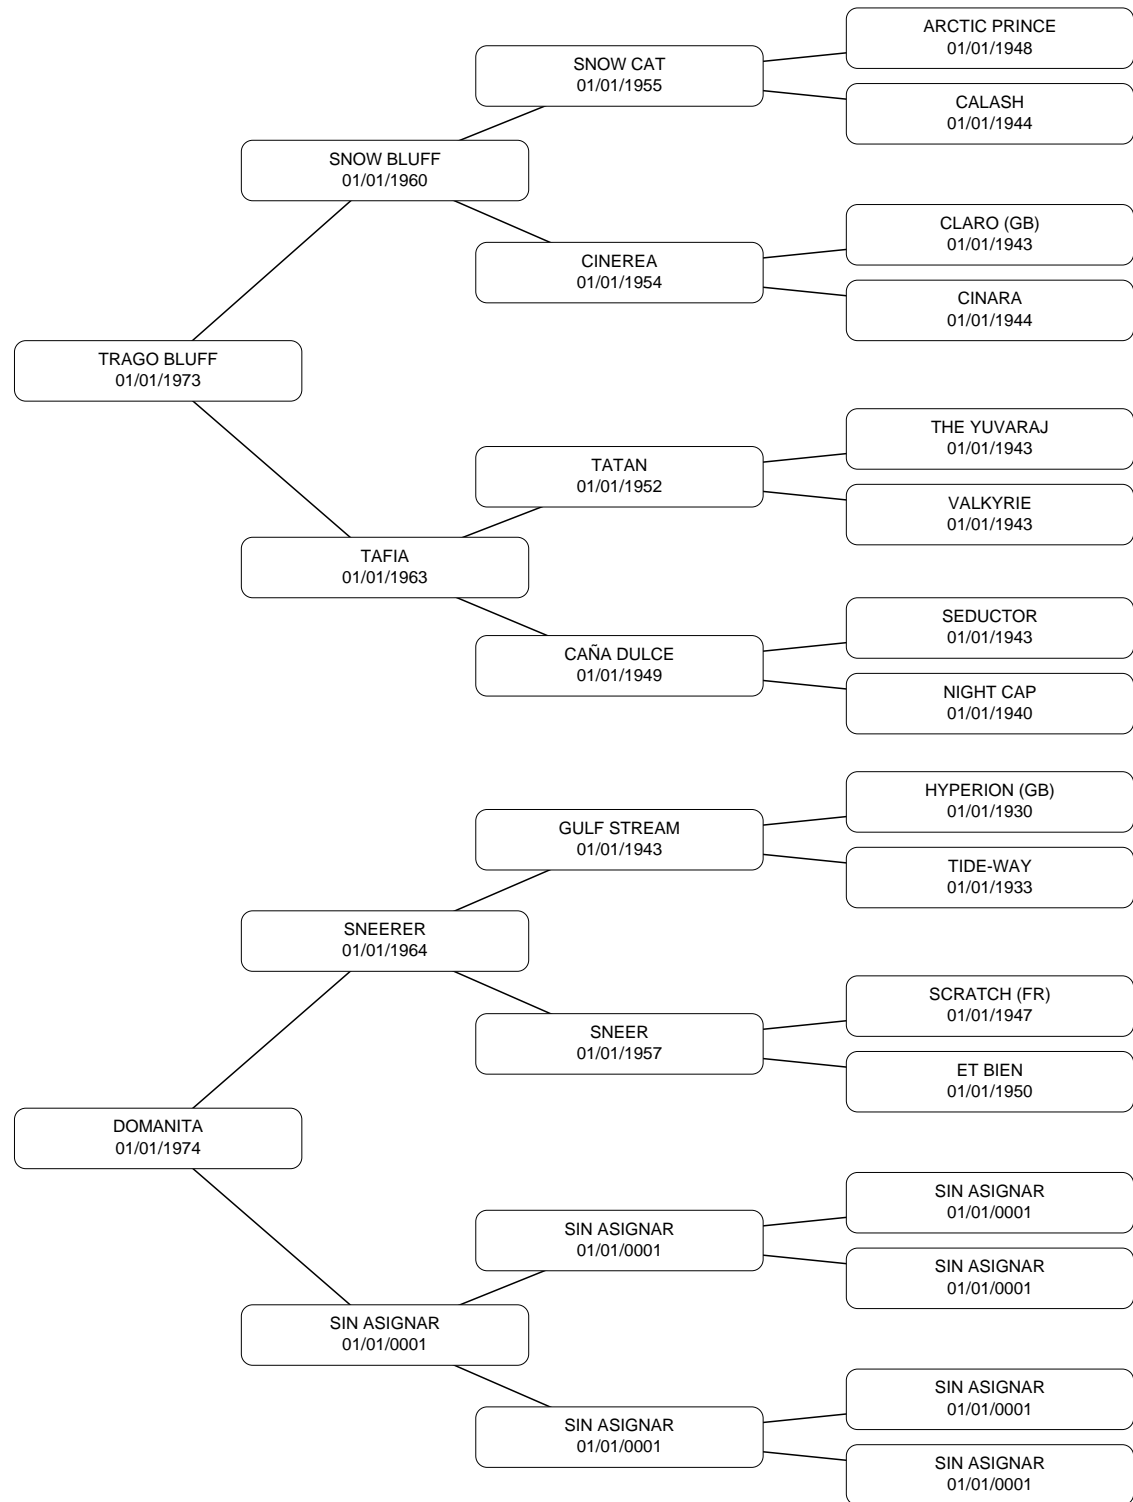 ARCTIC PRINCE
01/01/1948
SNOW CAT
01/01/1955
CALASH
01/01/1944
SNOW BLUFF
01/01/1960
CLARO (GB)
01/01/1943
CINEREA
01/01/1954
CINARA
01/01/1944
TRAGO BLUFF
01/01/1973
THE YUVARAJ
01/01/1943
TATAN
01/01/1952
VALKYRIE
01/01/1943
TAFIA
01/01/1963
SEDUCTOR
01/01/1943
CAÑA DULCE
01/01/1949
NIGHT CAP
01/01/1940
HYPERION (GB)
01/01/1930
GULF STREAM
01/01/1943
TIDE-WAY
01/01/1933
SNEERER
01/01/1964
SCRATCH (FR)
01/01/1947
SNEER
01/01/1957
ET BIEN
01/01/1950
DOMANITA
01/01/1974
SIN ASIGNAR
01/01/0001
SIN ASIGNAR
01/01/0001
SIN ASIGNAR
01/01/0001
SIN ASIGNAR
01/01/0001
SIN ASIGNAR
01/01/0001
SIN ASIGNAR
01/01/0001
SIN ASIGNAR
01/01/0001